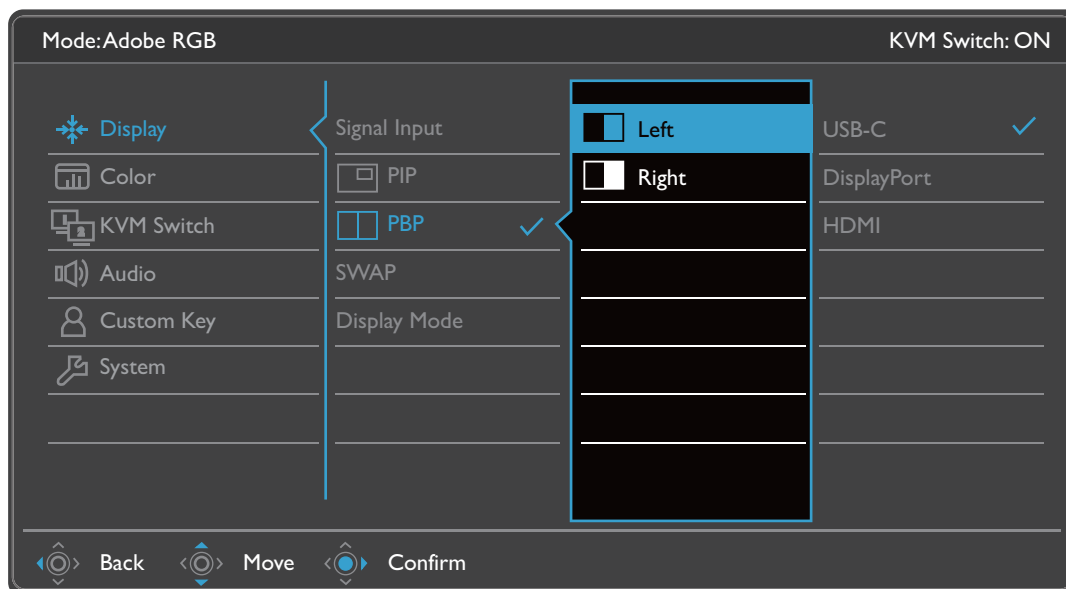 Mode: Adobe RGB
KVM Switch: ON
Display
Color
KVM Switch
Audio
Custom Key
System
Signal Input
PIP
PBP
SWAP
Display Mode
Left
Right
USB-C
DisplayPort
HDMI
Back
Move
Confirm